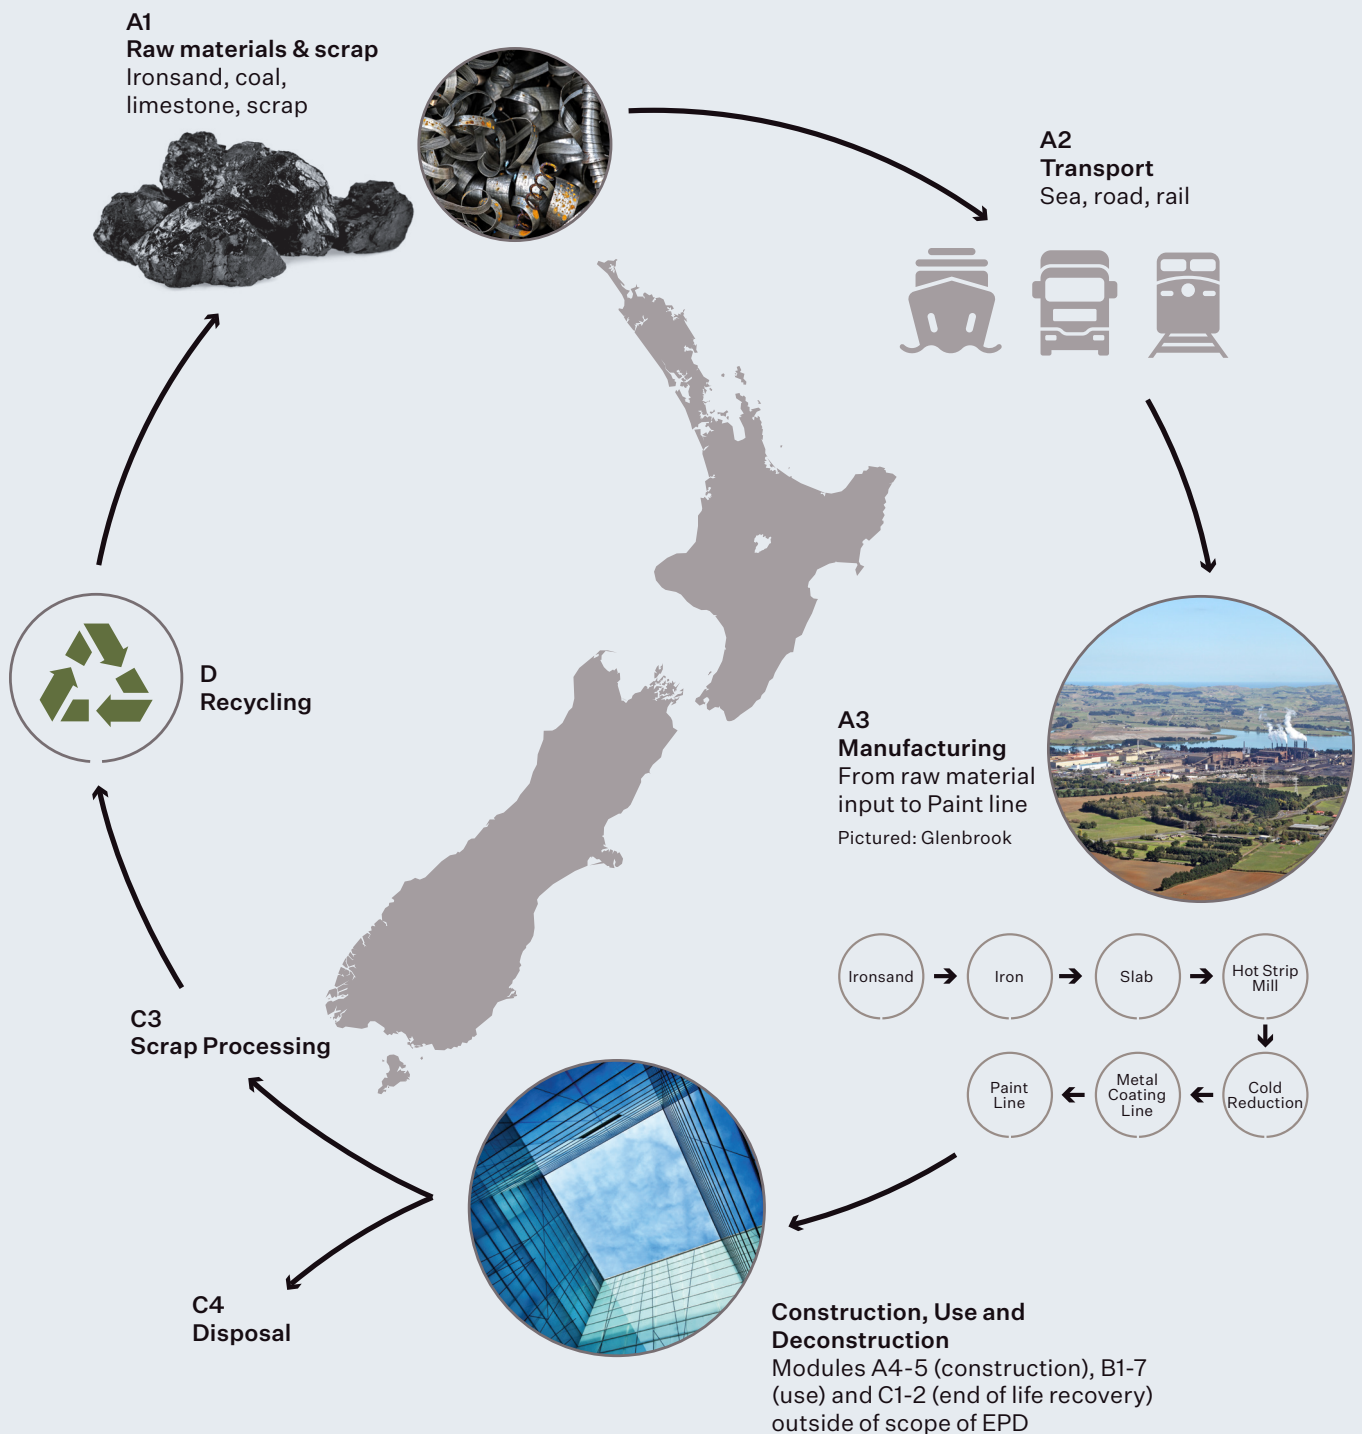 A1
Raw materials & scrap
Ironsand, coal,
limestone, scrap
A2
Transport
Sea, road, rail
A3
Manufacturing
From raw material
input to Paint line
Pictured: Glenbrook
Ironsand
Iron
Slab
Hot Strip
Mill
Cold
Reduction
Metal
Coating
Line
Paint
Line
Construction, Use and
Deconstruction
Modules A4-5 (construction), B1-7
(use) and C1-2 (end of life recovery)
outside of scope of EPD
C4
Disposal
C3
Scrap Processing
D
Recycling